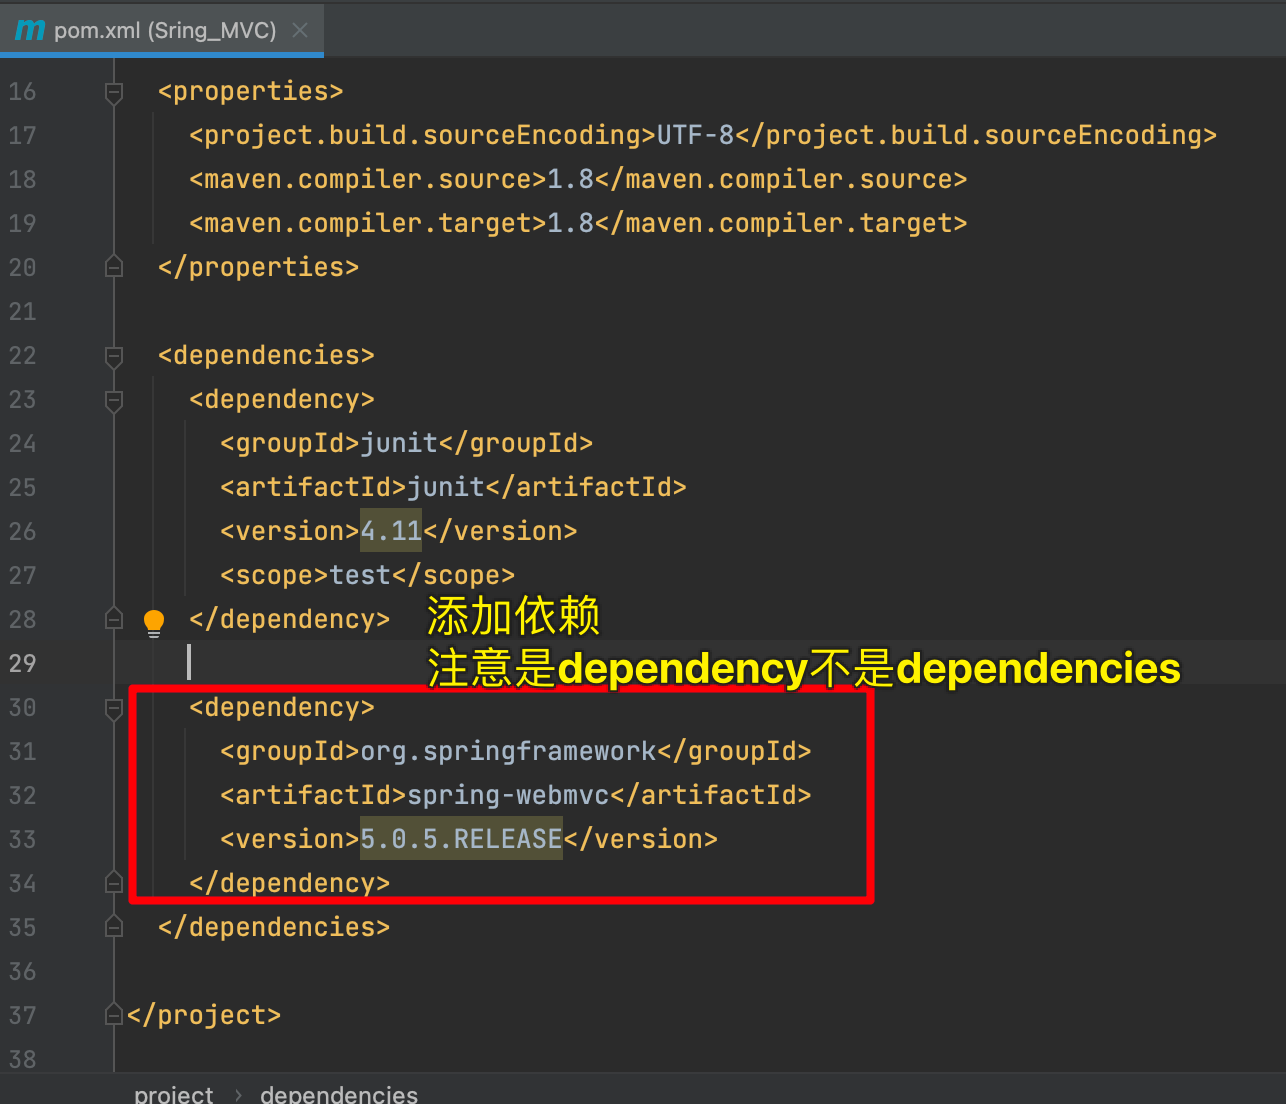 m pom.xml (Sring_MVC) ×
16 <properties>
17 <project.build.sourceEncoding>UTF-8</project.build.sourceEncoding>
18 <maven.compiler.source>1.8</maven.compiler.source>
19 <maven.compiler.target>1.8</maven.compiler.target>
20 </properties>
21
22 <dependencies>
23 <dependency>
24 <groupId>junit</groupId>
25 <artifactId>junit</artifactId>
26 <version>4.11</version>
27 <scope>test</scope>
28 </dependency> 添加依赖
29 注意是dependency不是dependencies
30 <dependency>
31 <groupId>org.springframework</groupId>
32 <artifactId>spring-webmvc</artifactId>
33 <version>5.0.5.RELEASE</version>
34 </dependency>
35 </dependencies>
36
37 </project>
38
project › dependencies